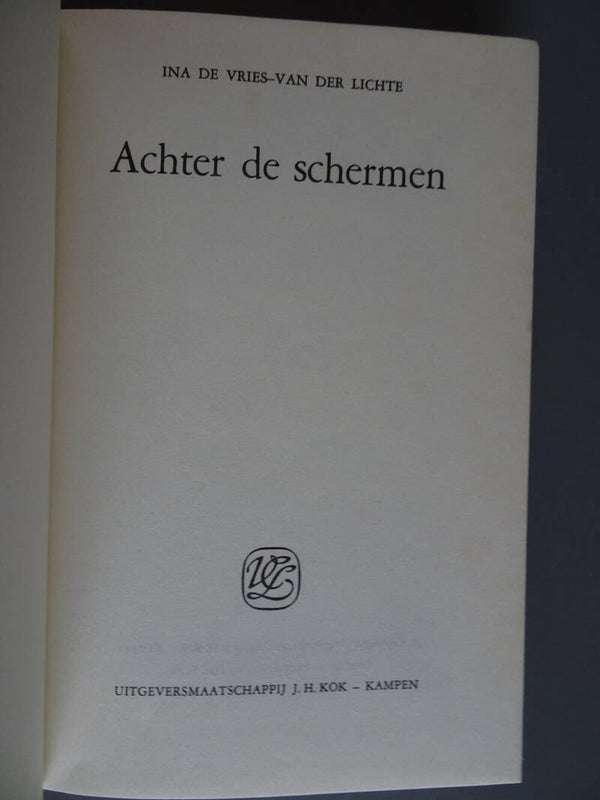 INA DE VRIES–VAN DER LICHTE
Achter de schermen
UITGEVERSMAATSCHAPPIJ J. H. KOK – KAMPEN